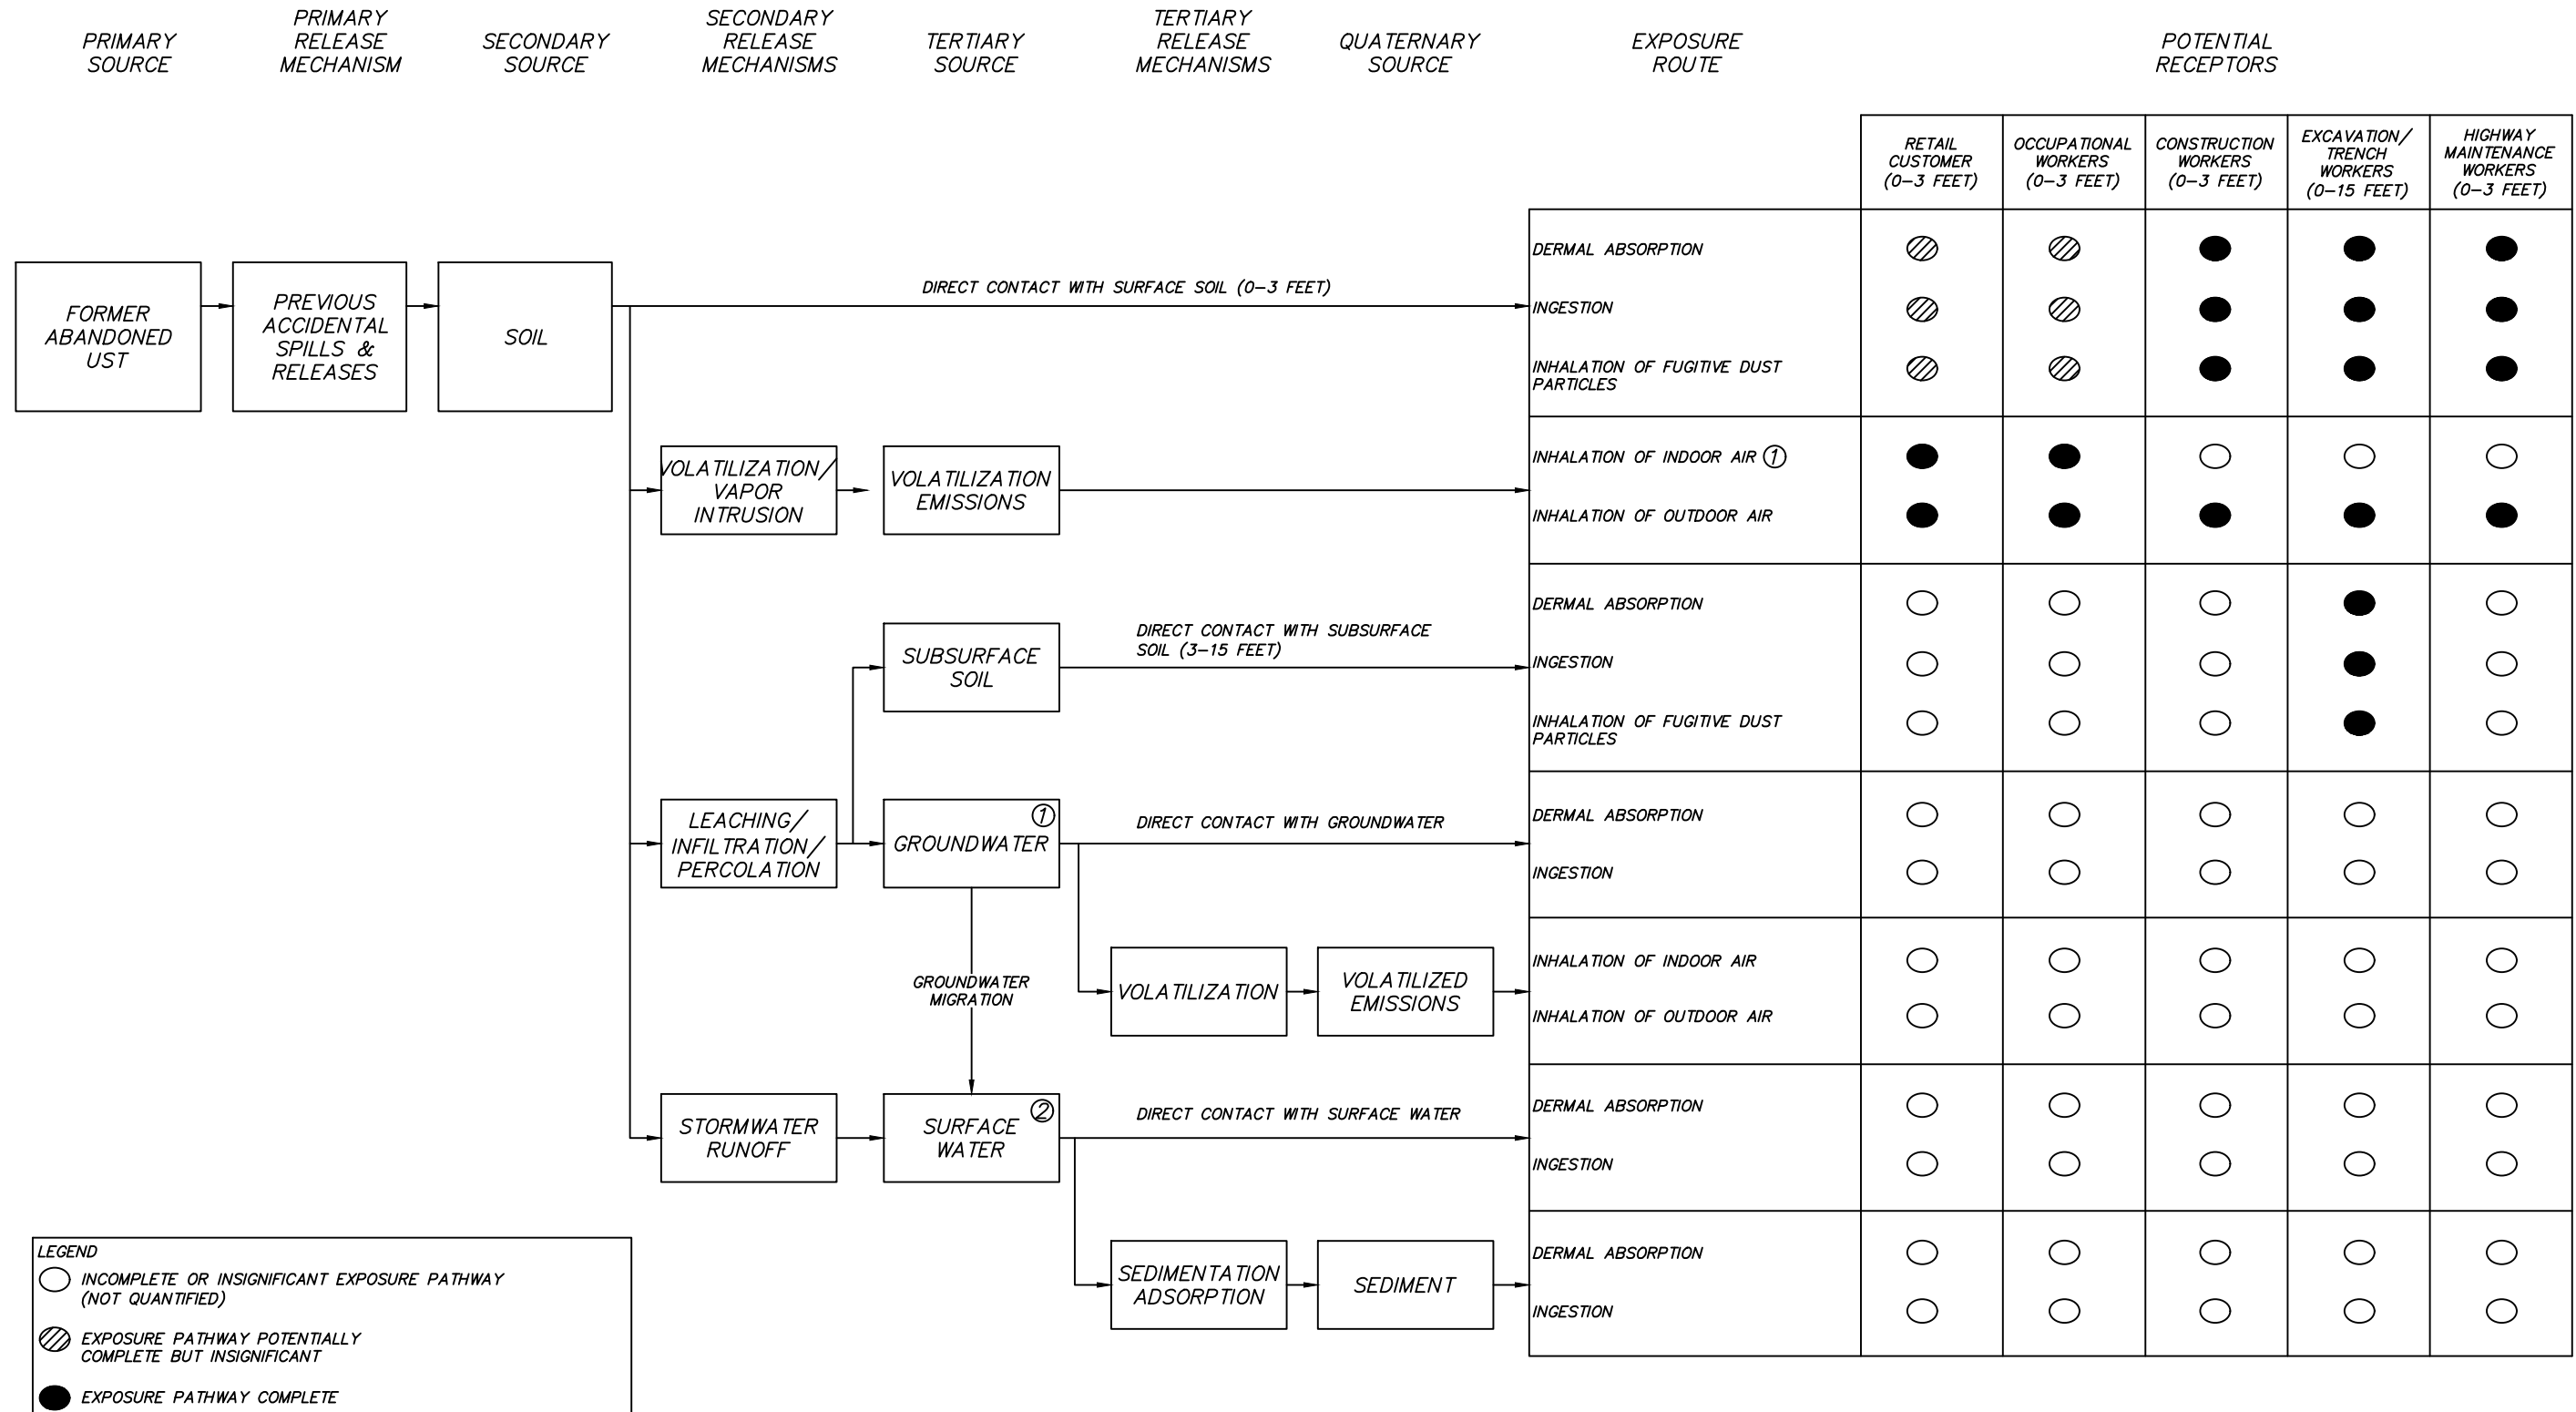 PRIMARY
SOURCE
PRIMARY
RELEASE
MECHANISM
SECONDARY
SOURCE
SECONDARY
RELEASE
MECHANISMS
TERTIARY
SOURCE
TERTIARY
RELEASE
MECHANISMS
QUATERNARY
SOURCE
EXPOSURE
ROUTE
POTENTIAL
RECEPTORS
RETAIL
CUSTOMER
(0-3 FEET)
OCCUPATIONAL
WORKERS
(0-3 FEET)
CONSTRUCTION
WORKERS
(0-3 FEET)
EXCAVATION/
TRENCH
WORKERS
(0-15 FEET)
HIGHWAY
MAINTENANCE
WORKERS
(0-3 FEET)
FORMER
ABANDONED
UST
PREVIOUS
ACCIDENTAL
SPILLS &
RELEASES
SOIL
DIRECT CONTACT WITH SURFACE SOIL (0-3 FEET)
DERMAL ABSORPTION
INGESTION
INHALATION OF FUGITIVE DUST
PARTICLES
VOLATILIZATION/
VAPOR
INTRUSION
VOLATILIZATION
EMISSIONS
INHALATION OF INDOOR AIR 1
INHALATION OF OUTDOOR AIR
SUBSURFACE
SOIL
DIRECT CONTACT WITH SUBSURFACE
SOIL (3-15 FEET)
DERMAL ABSORPTION
INGESTION
INHALATION OF FUGITIVE DUST
PARTICLES
LEACHING/
INFILTRATION/
PERCOLATION
1
GROUNDWATER
DIRECT CONTACT WITH GROUNDWATER
DERMAL ABSORPTION
INGESTION
GROUNDWATER
MIGRATION
VOLATILIZATION
VOLATILIZED
EMISSIONS
INHALATION OF INDOOR AIR
INHALATION OF OUTDOOR AIR
STORMWATER
RUNOFF
2
SURFACE
WATER
DIRECT CONTACT WITH SURFACE WATER
DERMAL ABSORPTION
INGESTION
SEDIMENTATION
ADSORPTION
SEDIMENT
DERMAL ABSORPTION
INGESTION
LEGEND
INCOMPLETE OR INSIGNIFICANT EXPOSURE PATHWAY
(NOT QUANTIFIED)
EXPOSURE PATHWAY POTENTIALLY
COMPLETE BUT INSIGNIFICANT
EXPOSURE PATHWAY COMPLETE